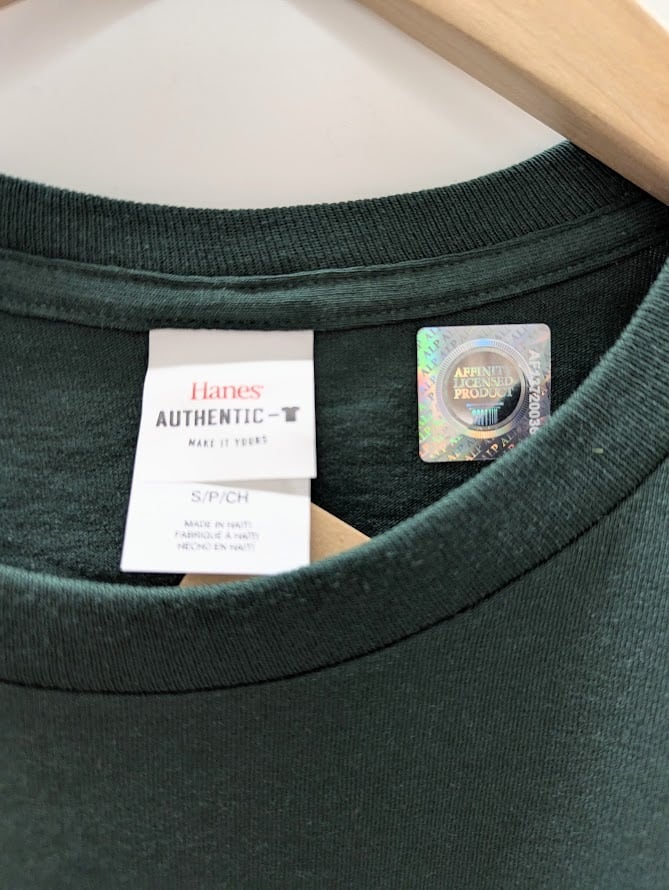 Hanes
AUTHENTIC-T
MAKE IT YOURS
S/P/CH
MADE IN HAITI
FABRIQUÉ À HAÏTI
HECHO EN HAITÍ
AFFINITY
LICENSED
PRODUCT